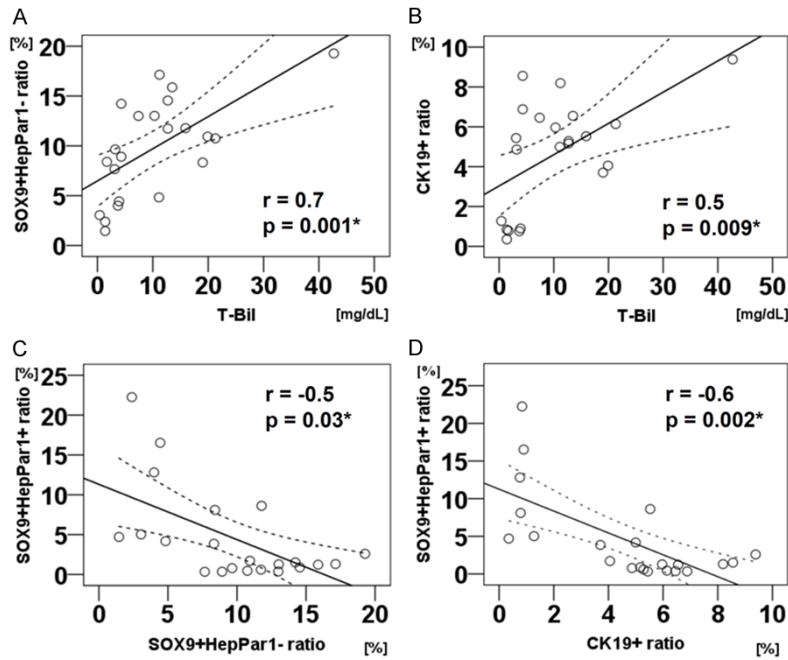 A
[%]
20
15
10
5
0
SOX9+HepPar1- ratio
r = 0.7
p = 0.001*
0 10 20 30 40 50
T-Bil [mg/dL]
B
[%]
10
8
6
4
2
0
CK19+ ratio
r = 0.5
p = 0.009*
0 10 20 30 40 50
T-Bil [mg/dL]
C
[%]
25
20
15
10
5
0
SOX9+HepPar1+ ratio
r = -0.5
p = 0.03*
0 5 10 15 20
SOX9+HepPar1- ratio [%]
D
[%]
25
20
15
10
5
0
SOX9+HepPar1+ ratio
r = -0.6
p = 0.002*
0 2 4 6 8 10
CK19+ ratio [%]